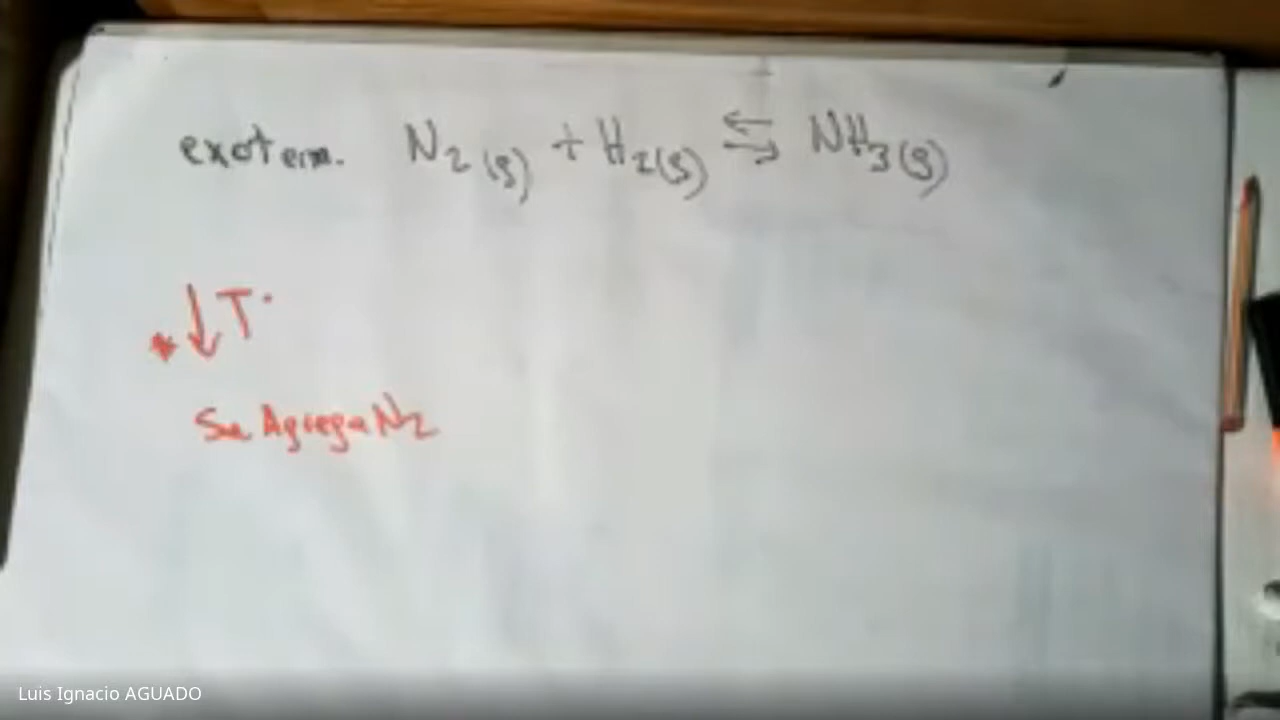 exoterm. N2(g) + H2(g) ⇆ NH3(g)
* ↓ T°
Se Agrega N2
Luis Ignacio AGUADO